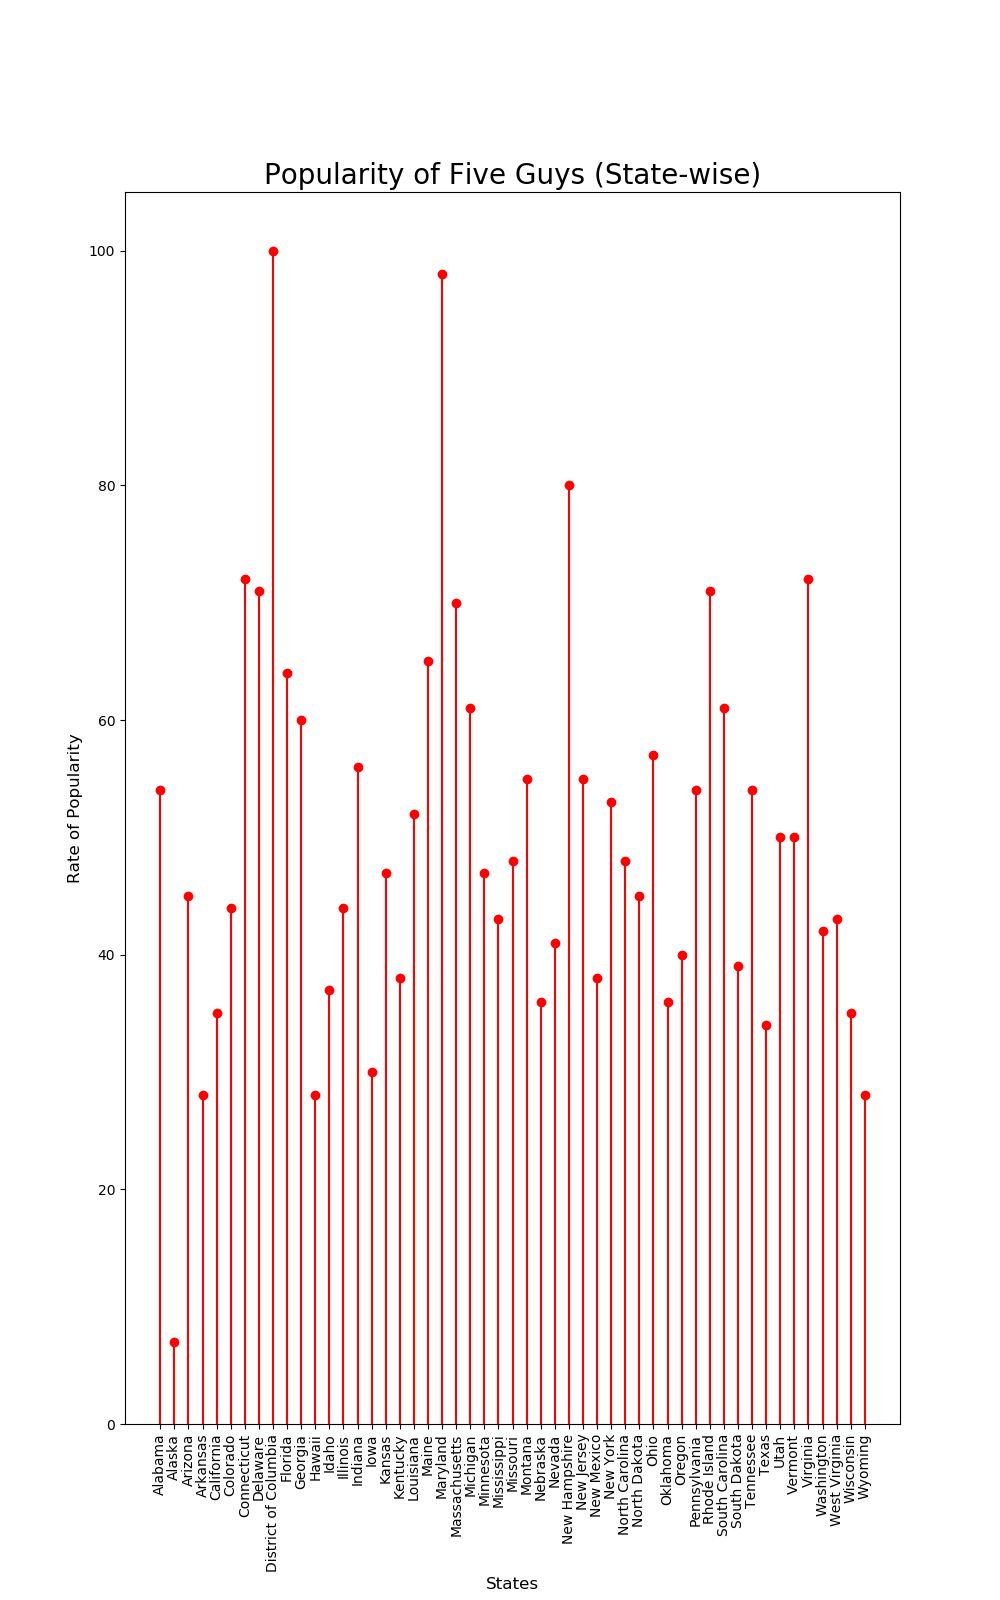 Popularity of Five Guys (State-wise)
100
80
60
40
20
0
Rate of Popularity
Alabama
Alaska
Arizona
Arkansas
California
Colorado
Connecticut
Delaware
District of Columbia
Florida
Georgia
Hawaii
Idaho
Illinois
Indiana
Iowa
Kansas
Kentucky
Louisiana
Maine
Maryland
Massachusetts
Michigan
Minnesota
Mississippi
Missouri
Montana
Nebraska
Nevada
New Hampshire
New Jersey
New Mexico
New York
North Carolina
North Dakota
Ohio
Oklahoma
Oregon
Pennsylvania
Rhode Island
South Carolina
South Dakota
Tennessee
Texas
Utah
Vermont
Virginia
Washington
West Virginia
Wisconsin
Wyoming
States